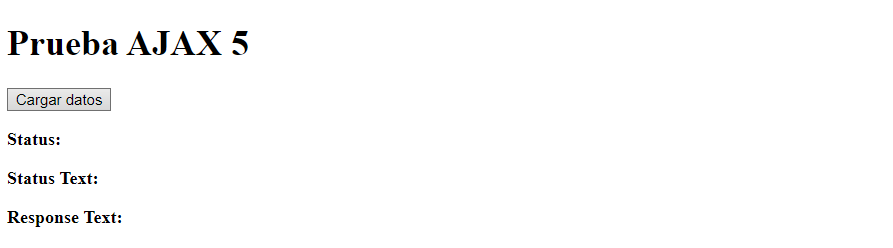 Prueba AJAX 5
Cargar datos
Status:
Status Text:
Response Text: